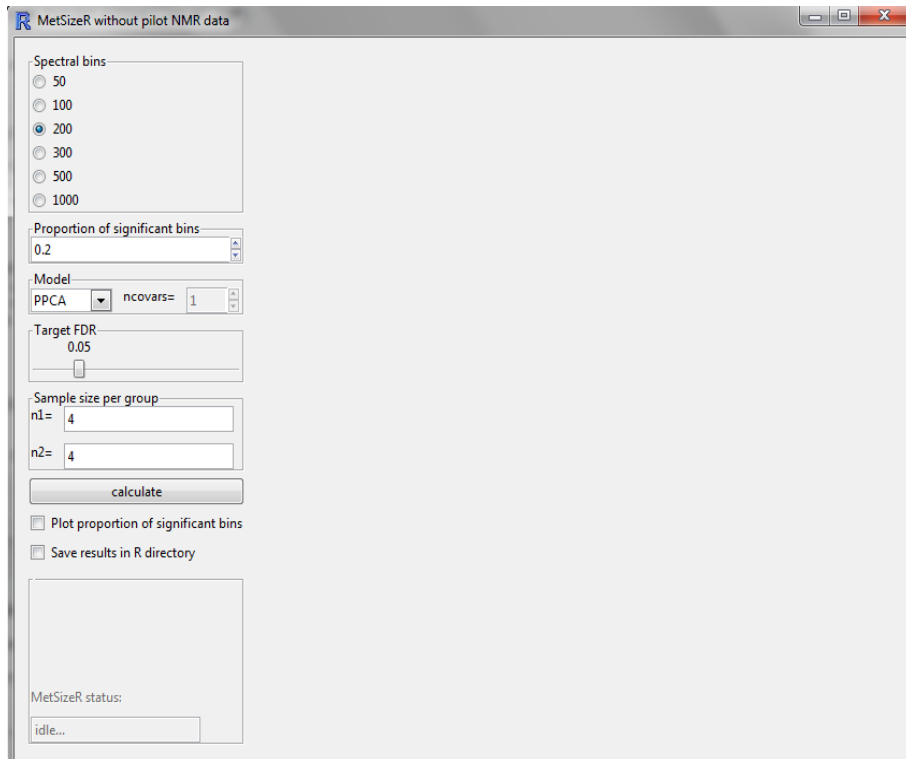 MetSizeR without pilot NMR data
Spectral bins
50
100
200
300
500
1000
Proportion of significant bins
0.2
Model
PPCA ncovars= 1
Target FDR
0.05
Sample size per group
n1= 4
n2= 4
calculate
Plot proportion of significant bins
Save results in R directory
MetSizeR status:
idle...